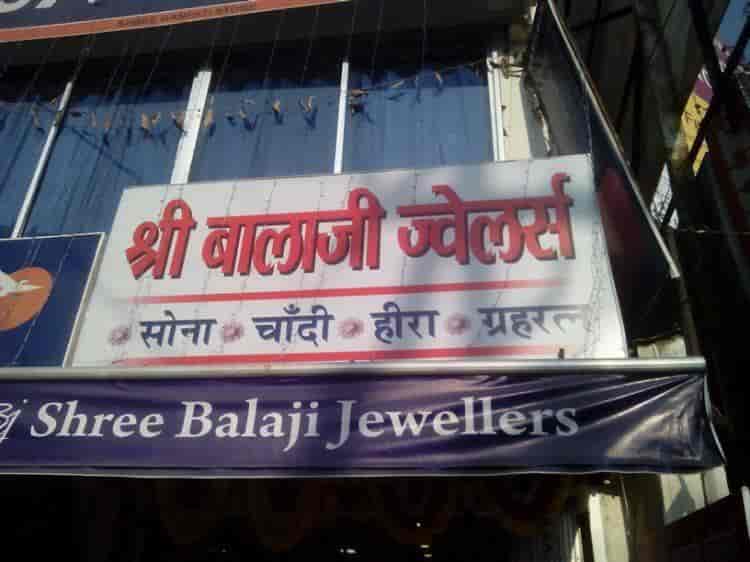 श्री बालाजी ज्वेलर्स
सोना चाँदी हीरा ग्रहरत्न
Shree Balaji Jewellers